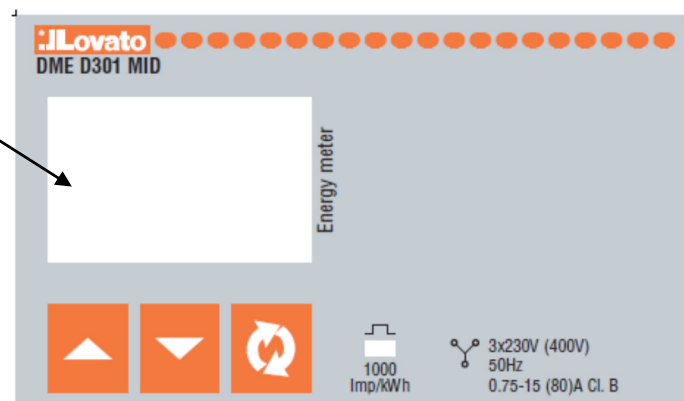 Lovato
DME D301 MID
Energy meter
1000
Imp/kWh
3x230V (400V)
50Hz
0.75-15 (80)A Cl. B